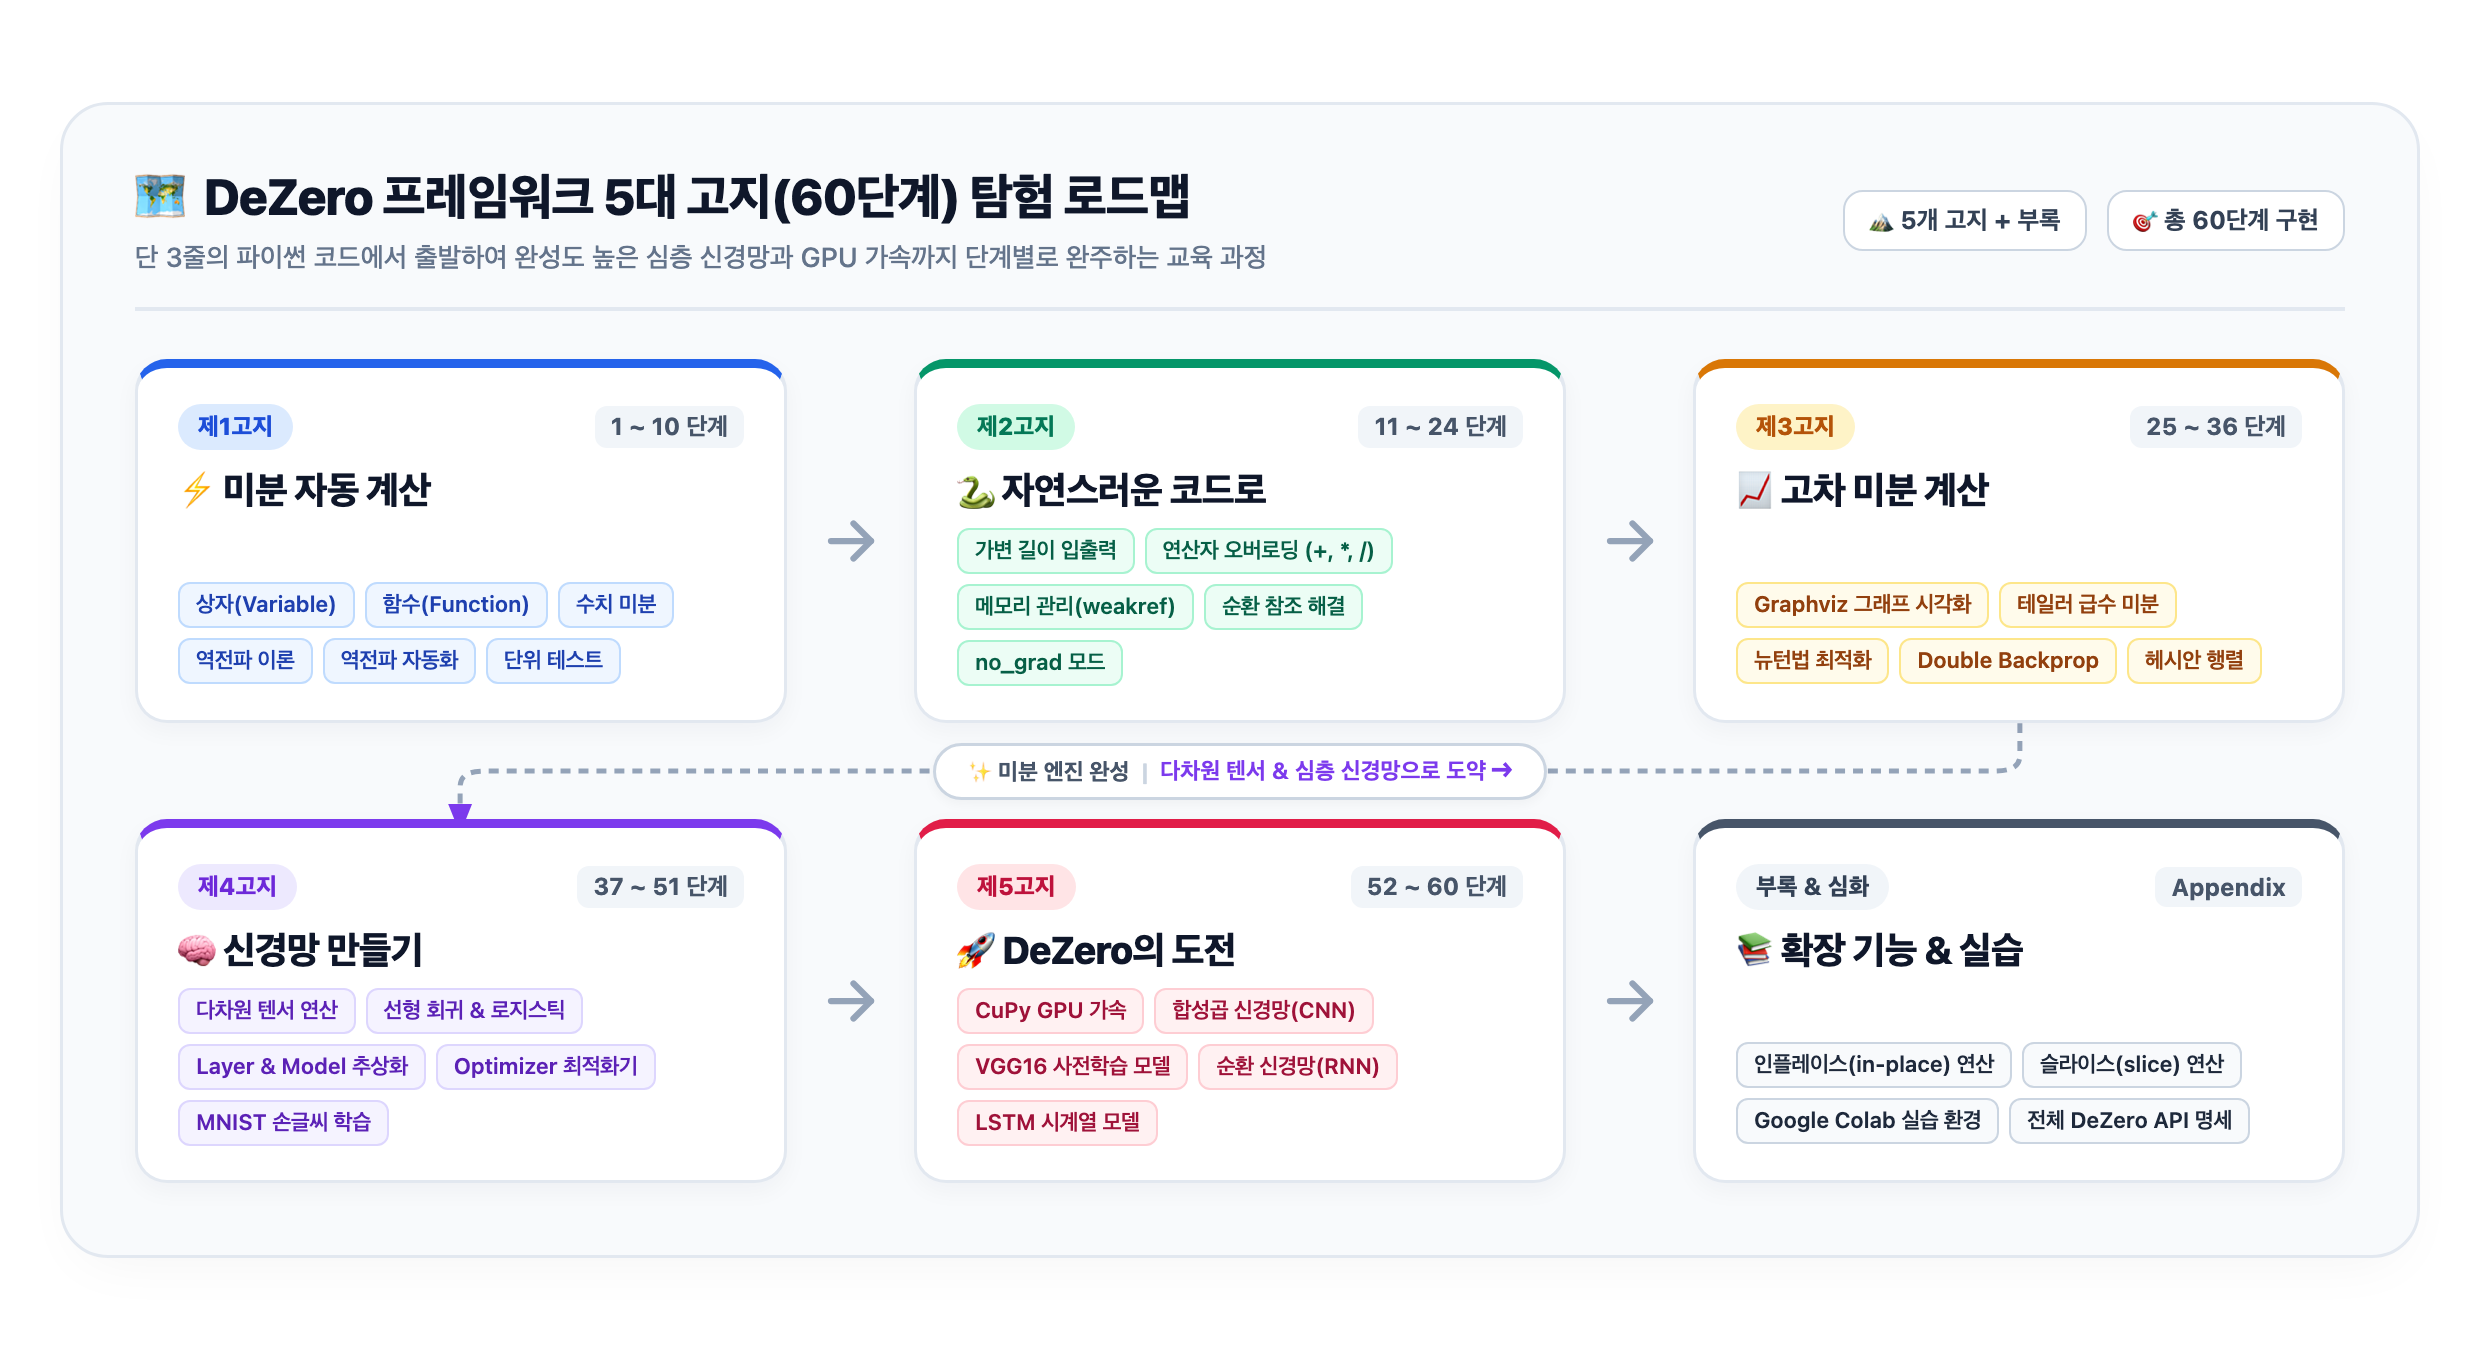 DeZero 프레임워크 5대 고지(60단계) 탐험 로드맵
단 3줄의 파이썬 코드에서 출발하여 완성도 높은 심층 신경망과 GPU 가속까지 단계별로 완주하는 교육 과정
5개 고지 + 부록
총 60단계 구현
제1고지
1 ~ 10 단계
⚡ 미분 자동 계산
상자(Variable)
함수(Function)
수치 미분
역전파 이론
역전파 자동화
단위 테스트
→
제2고지
11 ~ 24 단계
🐍 자연스러운 코드로
가변 길이 입출력
연산자 오버로딩 (+, *, /)
메모리 관리(weakref)
순환 참조 해결
no_grad 모드
→
제3고지
25 ~ 36 단계
📈 고차 미분 계산
Graphviz 그래프 시각화
테일러 급수 미분
뉴턴법 최적화
Double Backprop
헤시안 행렬
✨ 미분 엔진 완성 | 다차원 텐서 & 심층 신경망으로 도약 →
제4고지
37 ~ 51 단계
🧠 신경망 만들기
다차원 텐서 연산
선형 회귀 & 로지스틱
Layer & Model 추상화
Optimizer 최적화기
MNIST 손글씨 학습
→
제5고지
52 ~ 60 단계
🚀 DeZero의 도전
CuPy GPU 가속
합성곱 신경망(CNN)
VGG16 사전학습 모델
순환 신경망(RNN)
LSTM 시계열 모델
→
부록 & 심화
Appendix
📚 확장 기능 & 실습
인플레이스(in-place) 연산
슬라이스(slice) 연산
Google Colab 실습 환경
전체 DeZero API 명세